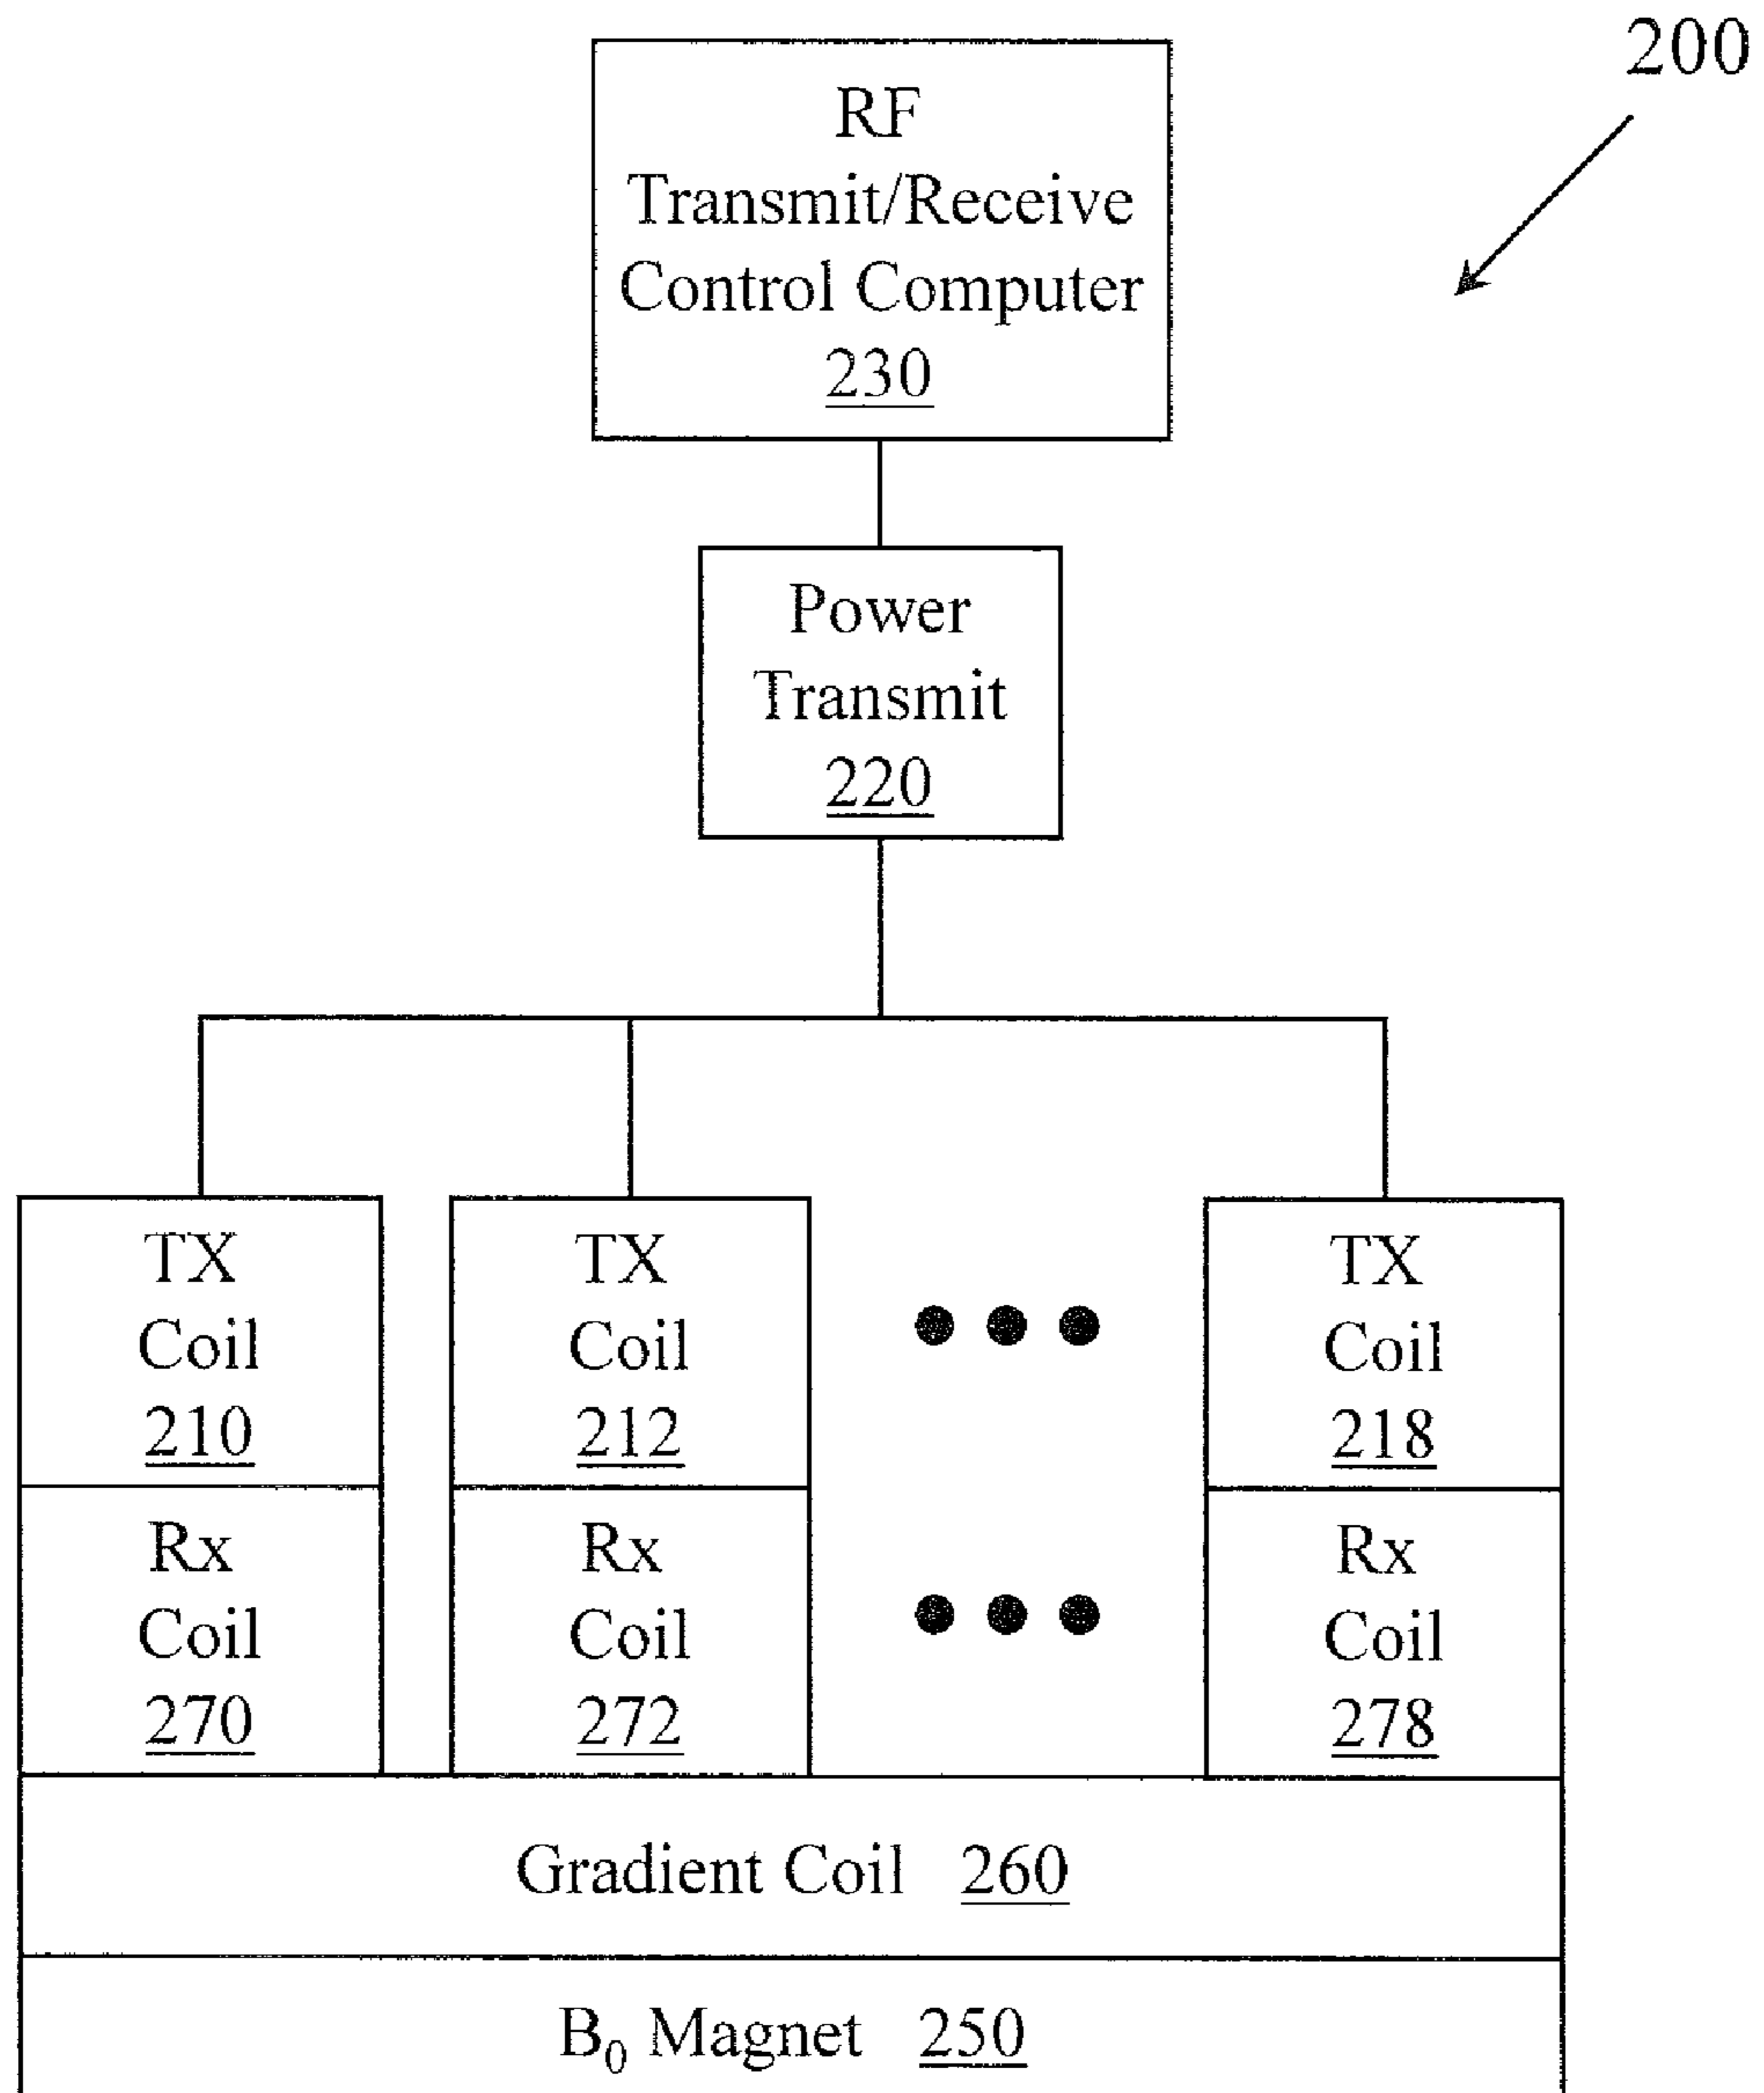 200
RF
Transmit/Receive
Control Computer
230
Power
Transmit
220
TX
Coil
210
TX
Coil
212
TX
Coil
218
Rx
Coil
270
Rx
Coil
272
Rx
Coil
278
Gradient Coil 260
B₀ Magnet 250